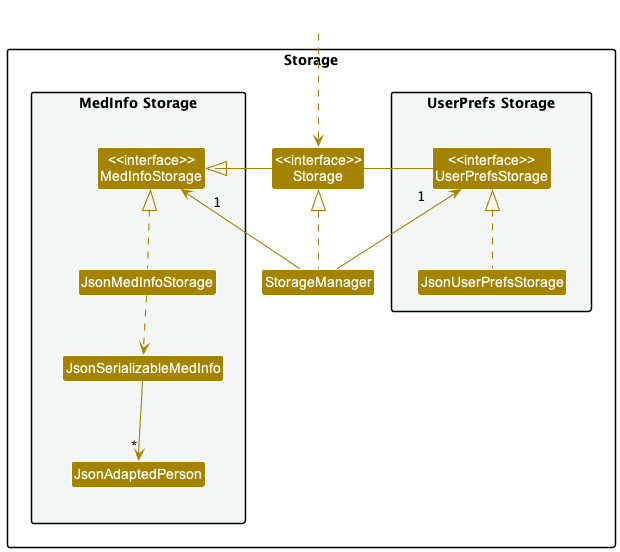 Storage
MedInfo Storage
UserPrefs Storage
<<interface>>
MedInfoStorage
<<interface>>
Storage
<<interface>>
UserPrefsStorage
1
1
JsonMedInfoStorage
StorageManager
JsonUserPrefsStorage
JsonSerializableMedInfo
*
JsonAdaptedPerson